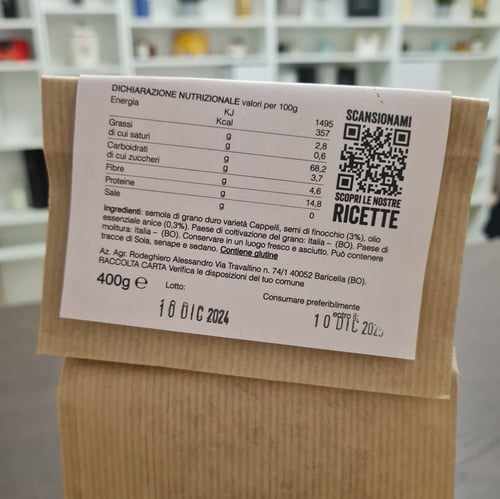 DICHIARAZIONE NUTRIZIONALE valori per 100g
Energia KJ 1495
Kcal 357
Grassi g 2,8
di cui saturi g 0,6
Carboidrati g 68,2
di cui zuccheri g 3,7
Fibre g 4,6
Proteine g 14,8
Sale g 0
SCANSIONAMI
SCOPRI LE NOSTRE
RICETTE
Ingredienti: semola di grano duro varietà Cappelli, semi di finocchio (3%), olio
essenziale anice (0,3%). Paese di coltivazione del grano: Italia – (BO). Paese di
molitura: Italia – (BO). Conservare in un luogo fresco e asciutto. Può contenere
tracce di Soia, senape e sedano. Contiene glutine
Az. Agr. Rodeghiero Alessandro Via Travallino n. 74/1 40052 Baricella (BO).
RACCOLTA CARTA Verifica le disposizioni del tuo comune
400g e Lotto: Consumare preferibilmente
entro il:
16 DIC 2024 10 DIC 2025